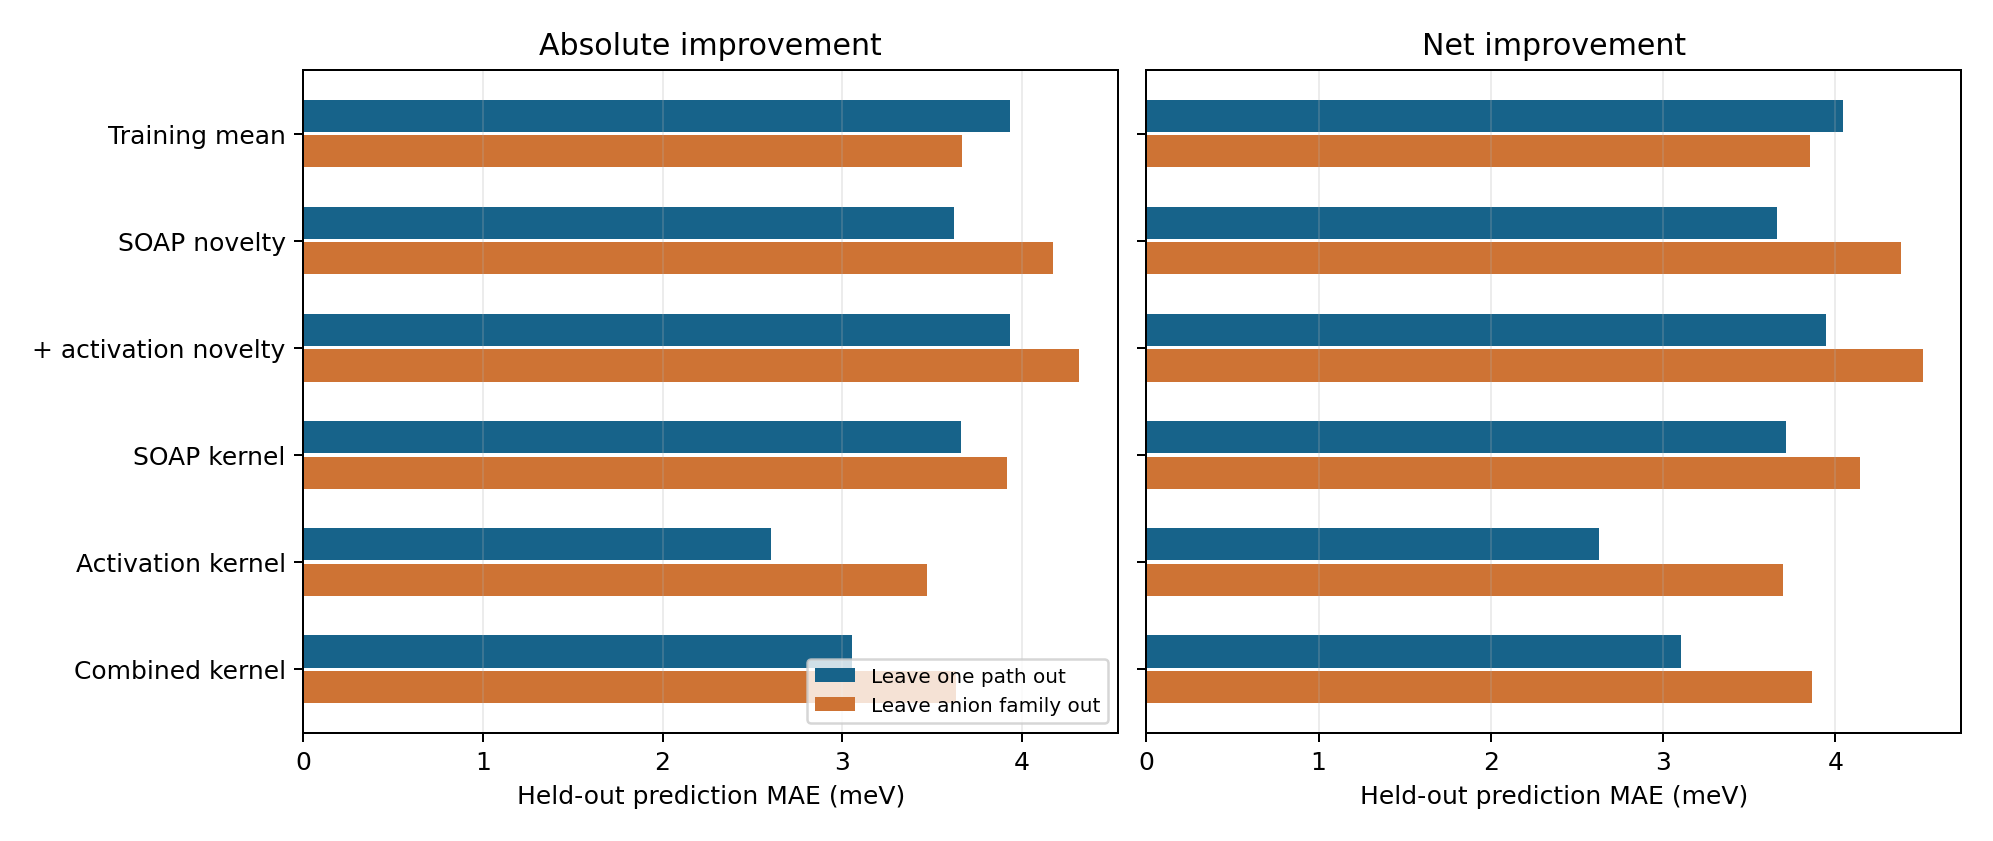 Absolute improvement
Net improvement
Training mean
SOAP novelty
+ activation novelty
SOAP kernel
Activation kernel
Combined kernel
Leave one path out
Leave anion family out
0 1 2 3 4
0 1 2 3 4
Held-out prediction MAE (meV)
Held-out prediction MAE (meV)